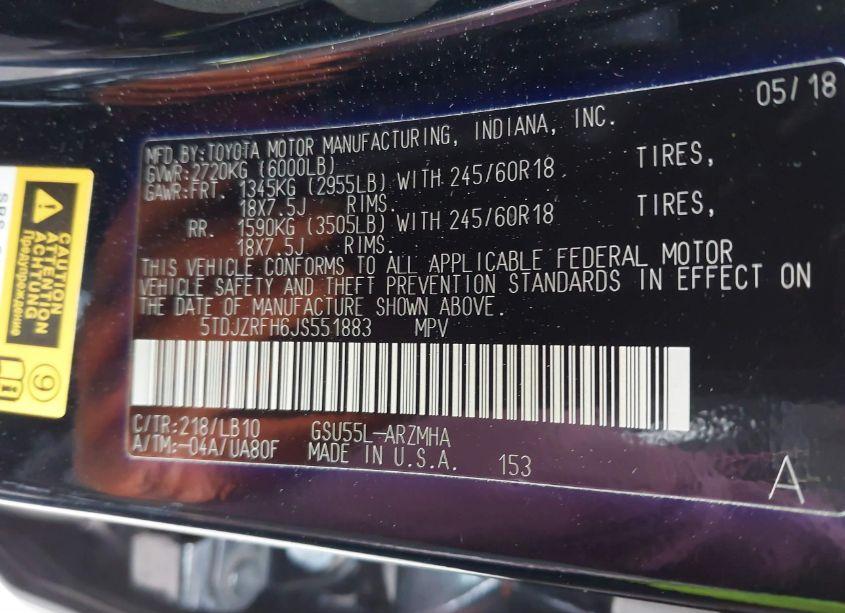 05/18
MFD.BY:TOYOTA MOTOR MANUFACTURING, INDIANA, INC.
GVWR:2720KG (6000LB)
GAWR:FRT. 1345KG (2955LB) WITH 245/60R18 TIRES,
18X7.5J RIMS.
RR. 1590KG (3505LB) WITH 245/60R18 TIRES,
18X7.5J RIMS.
THIS VEHICLE CONFORMS TO ALL APPLICABLE FEDERAL MOTOR
VEHICLE SAFETY AND THEFT PREVENTION STANDARDS IN EFFECT ON
THE DATE OF MANUFACTURE SHOWN ABOVE.
5TDJZRFH6JS551883 MPV
C/TR:218/LB10 GSU55L-ARZMHA
A/TM:-04A/UA80F MADE IN U.S.A. 153
A
CAUTION
ATTENTION
ACHTUNG
9